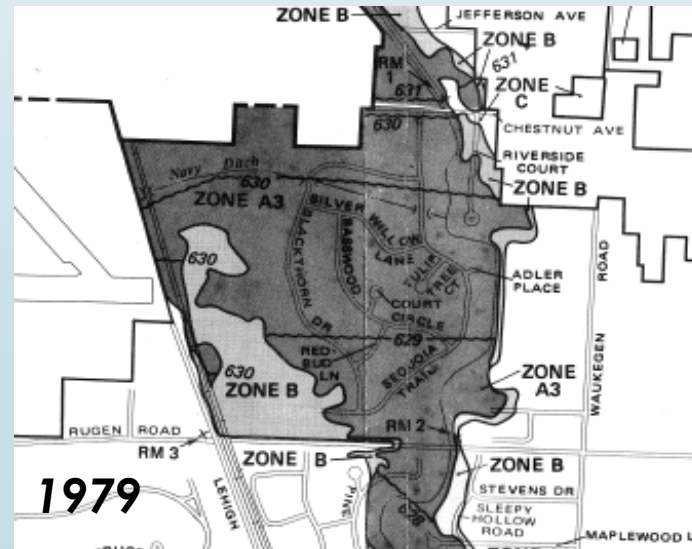 ZONE B
JEFFERSON AVE
ZONE B
RM 1
631
631
ZONE C
630
CHESTNUT AVE
RIVERSIDE COURT
Navy Ditch
630
ZONE B
ZONE A3
SILVER WILLOW LANE
BLACKTHORN DR
BASSWOOD
TULIP TREE CT
ADLER PLACE
630
COURT
CIRCLE
WAUKEGAN ROAD
629
RED-BUD LN
SEQUOIA TRAIL
ZONE A3
630
ZONE B
RUGEN ROAD
RM 3
RM 2
ZONE B
ZONE B
LEHIGH
PINE
STEVENS DR
SLEEPY HOLLOW ROAD
MAPLEWOOD L
1979